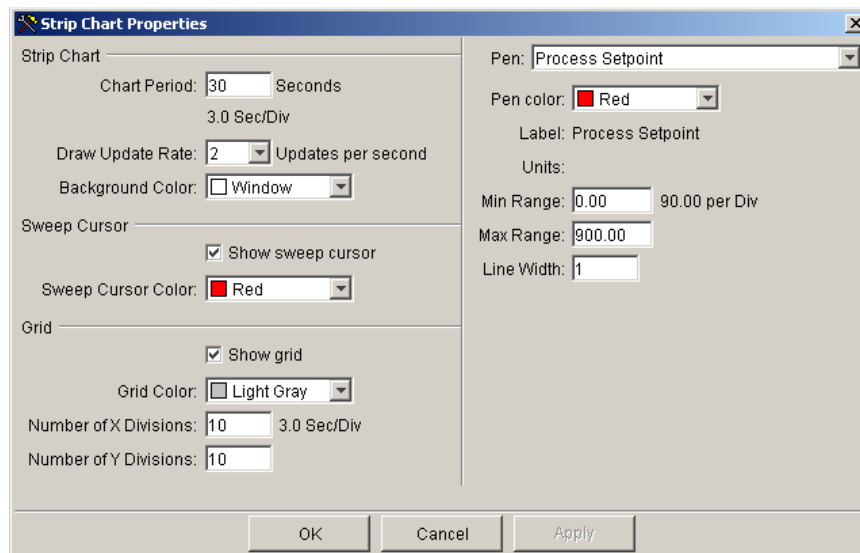 Strip Chart Properties
Strip Chart
Chart Period: 30 Seconds
3.0 Sec/Div
Draw Update Rate: 2 Updates per second
Background Color: Window
Sweep Cursor
Show sweep cursor
Sweep Cursor Color: Red
Grid
Show grid
Grid Color: Light Gray
Number of X Divisions: 10 3.0 Sec/Div
Number of Y Divisions: 10
Pen: Process Setpoint
Pen color: Red
Label: Process Setpoint
Units:
Min Range: 0.00 90.00 per Div
Max Range: 900.00
Line Width: 1
OK Cancel Apply